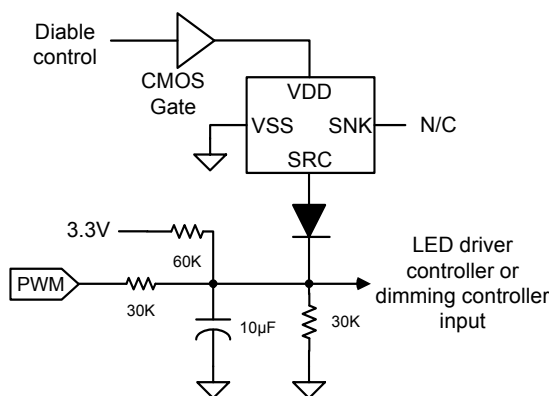 Diable
control
CMOS
Gate
VDD
VSS
SNK
N/C
SRC
3.3V
60K
PWM
30K
10µF
30K
LED driver
controller or
dimming controller
input